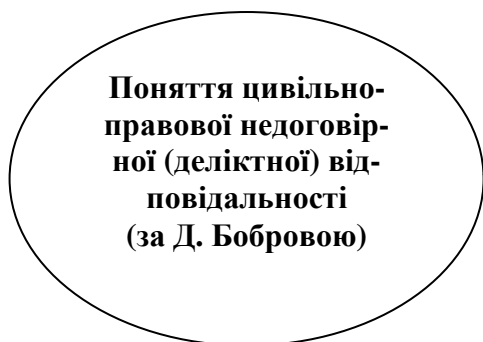 Поняття цивільно-
правової недоговір-
ної (деліктної) від-
повідальності
(за Д. Бобровою)